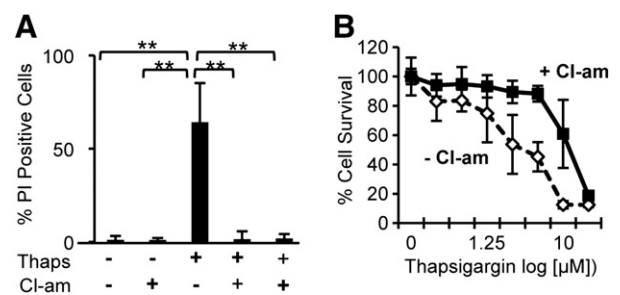 A
B
**
**
**
**
100
50
0
% PI Positive Cells
Thaps - - + + +
Cl-am - + - + +
120
100
80
60
40
20
0
% Cell Survival
+ Cl-am
- Cl-am
0 1.25 10
Thapsigargin log [µM])